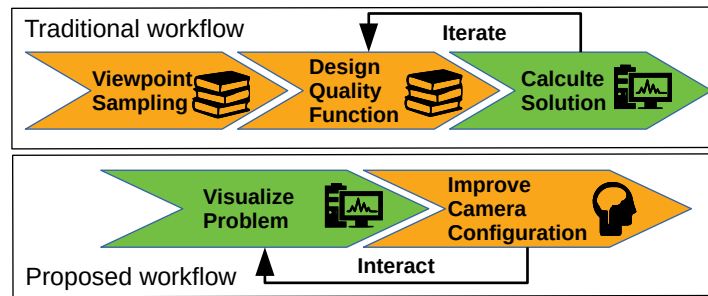 Traditional workflow
Iterate
Viewpoint
Sampling
Design
Quality
Function
Calculte
Solution
Visualize
Problem
Improve
Camera
Configuration
Interact
Proposed workflow